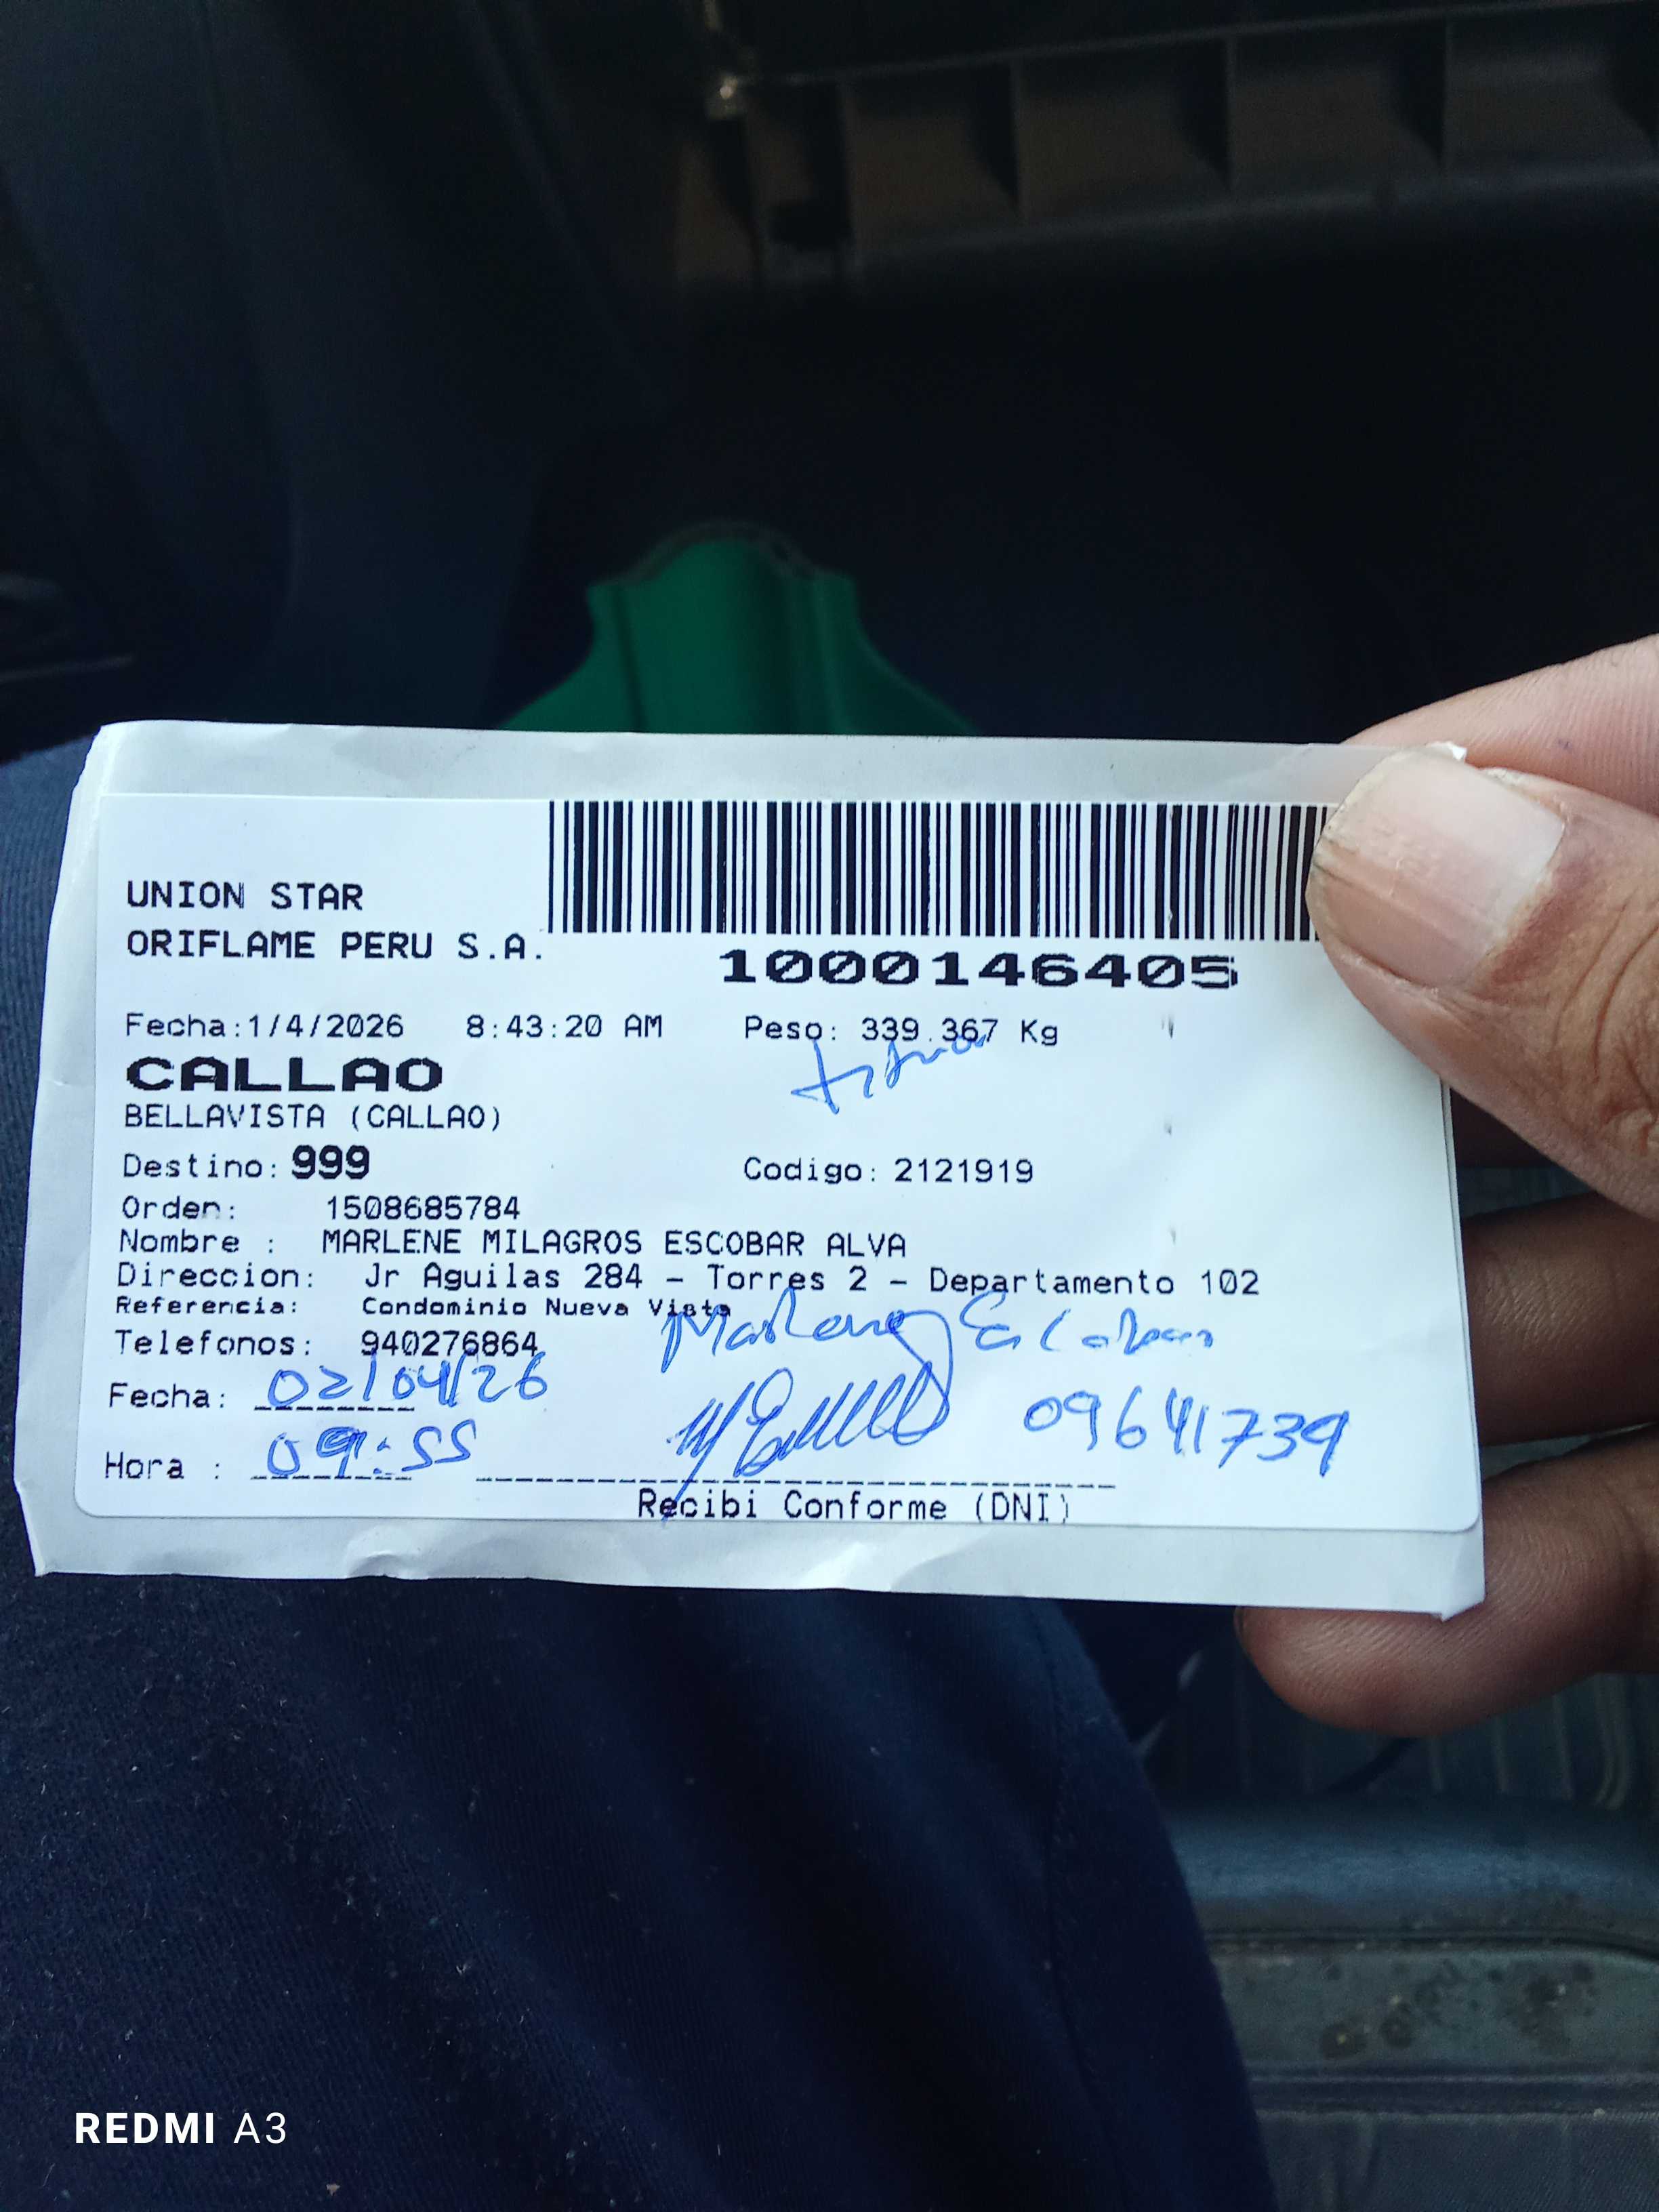 UNION STAR
ORIFLAME PERU S.A.
1000146405
Fecha:1/4/2026 8:43:20 AM Peso: 339.367 Kg
CALLAO
BELLAVISTA (CALLAO)
Destino: 999 Codigo: 2121919
Orden: 1508685784
Nombre : MARLENE MILAGROS ESCOBAR ALVA
Direccion: Jr Aguilas 284 - Torres 2 - Departamento 102
Referencia: Condominio Nueva Vista
Marlene Escobar
Telefonos: 940276864
Fecha: 02/04/26
09641739
Hora : 09:55
Recibi Conforme (DNI)
REDMI A3